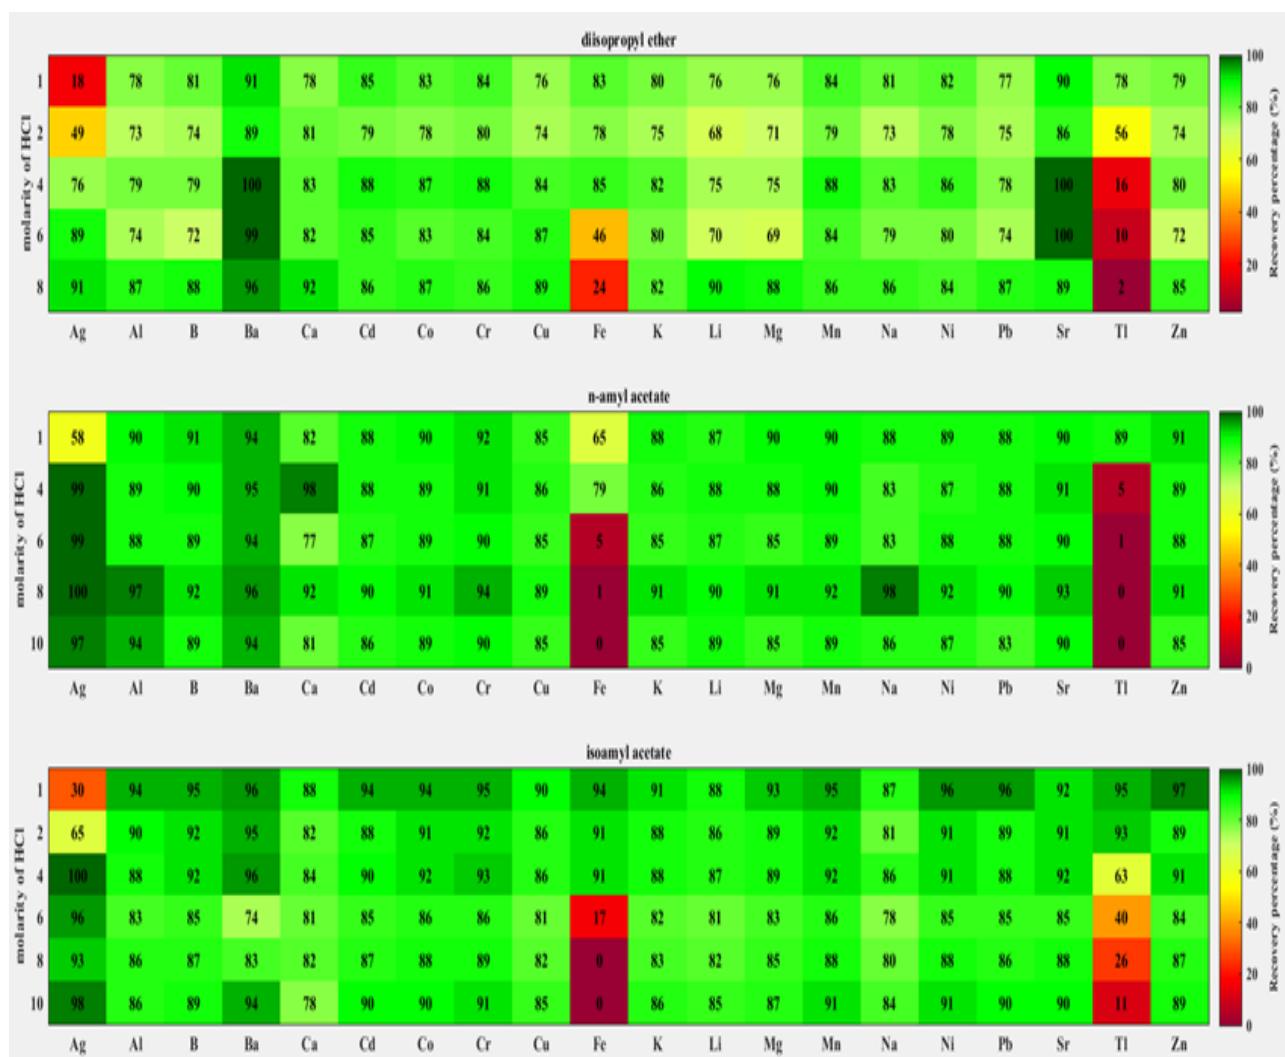 diisopropyl ether
1 18 78 81 91 78 85 83 84 76 83 80 76 76 84 81 82 77 90 78 79
2 49 73 74 89 81 79 78 80 74 78 75 68 71 79 73 78 75 86 56 74
4 76 79 79 100 83 88 87 88 84 85 82 75 75 88 83 86 78 100 16 80
6 89 74 72 99 82 85 83 84 87 46 80 70 69 84 79 80 74 100 10 72
8 91 87 88 96 92 86 87 86 89 24 82 90 88 86 86 84 87 89 2 85
Ag Al B Ba Ca Cd Co Cr Cu Fe K Li Mg Mn Na Ni Pb Sr Tl Zn
molarity of HCl
100
80
60
40
20
Recovery percentage (%)
n-amyl acetate
1 58 90 91 94 82 88 90 92 85 65 88 87 90 90 88 89 88 90 89 91
4 99 89 90 95 98 88 89 91 86 79 86 88 88 90 83 87 88 91 5 89
6 99 88 89 94 77 87 89 90 85 5 85 87 85 89 83 88 88 90 1 88
8 100 97 92 96 92 90 91 94 89 1 91 90 91 92 98 92 90 93 0 91
10 97 94 89 94 81 86 89 90 85 0 85 89 85 89 86 87 83 90 0 85
Ag Al B Ba Ca Cd Co Cr Cu Fe K Li Mg Mn Na Ni Pb Sr Tl Zn
molarity of HCl
100
80
60
40
20
0
Recovery percentage (%)
isoamyl acetate
1 30 94 95 96 88 94 94 95 90 94 91 88 93 95 87 96 96 92 95 97
2 65 90 92 95 82 88 91 92 86 91 88 86 89 92 81 91 89 91 93 89
4 100 88 92 96 84 90 92 93 86 91 88 87 89 92 86 91 88 92 63 91
6 96 83 85 74 81 85 86 86 81 17 82 81 83 86 78 85 85 85 40 84
8 93 86 87 83 82 87 88 89 82 0 83 82 85 88 80 88 86 88 26 87
10 98 86 89 94 78 90 90 91 85 0 86 85 87 91 84 91 90 90 11 89
Ag Al B Ba Ca Cd Co Cr Cu Fe K Li Mg Mn Na Ni Pb Sr Tl Zn
molarity of HCl
100
80
60
40
20
0
Recovery percentage (%)